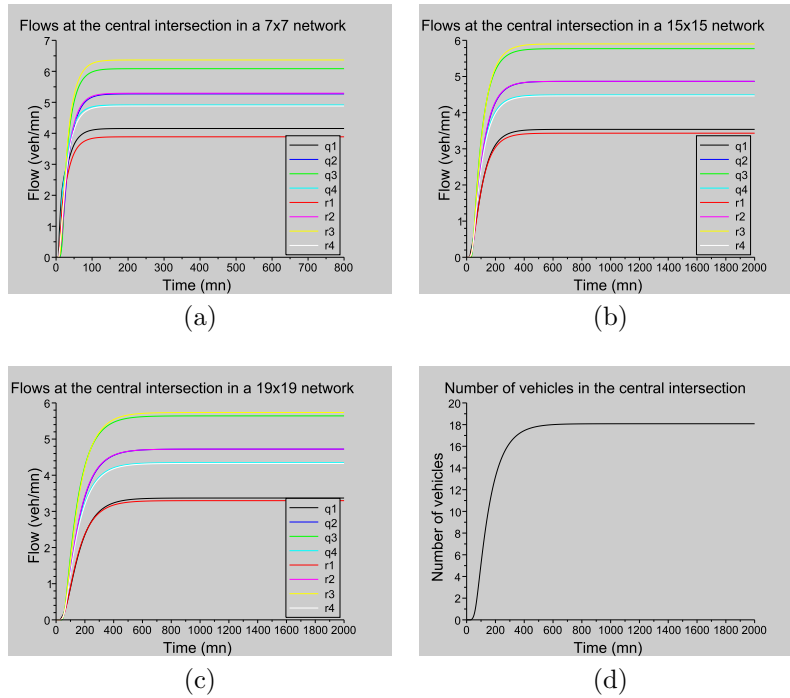 Flows at the central intersection in a 7x7 network
7
6
5
4
3
2
1
0
Flow (veh/mn)
q1
q2
q3
q4
r1
r2
r3
r4
0 100 200 300 400 500 600 700 800
Time (mn)
(a)
Flows at the central intersection in a 15x15 network
6
5
4
3
2
1
0
Flow (veh/mn)
q1
q2
q3
q4
r1
r2
r3
r4
0 200 400 600 800 1000 1200 1400 1600 1800 2000
Time (mn)
(b)
Flows at the central intersection in a 19x19 network
6
5
4
3
2
1
0
Flow (veh/mn)
q1
q2
q3
q4
r1
r2
r3
r4
0 200 400 600 800 1000 1200 1400 1600 1800 2000
Time (mn)
(c)
Number of vehicles in the central intersection
20
18
16
14
12
10
8
6
4
2
0
Number of vehicles
0 200 400 600 800 1000 1200 1400 1600 1800 2000
Time (mn)
(d)